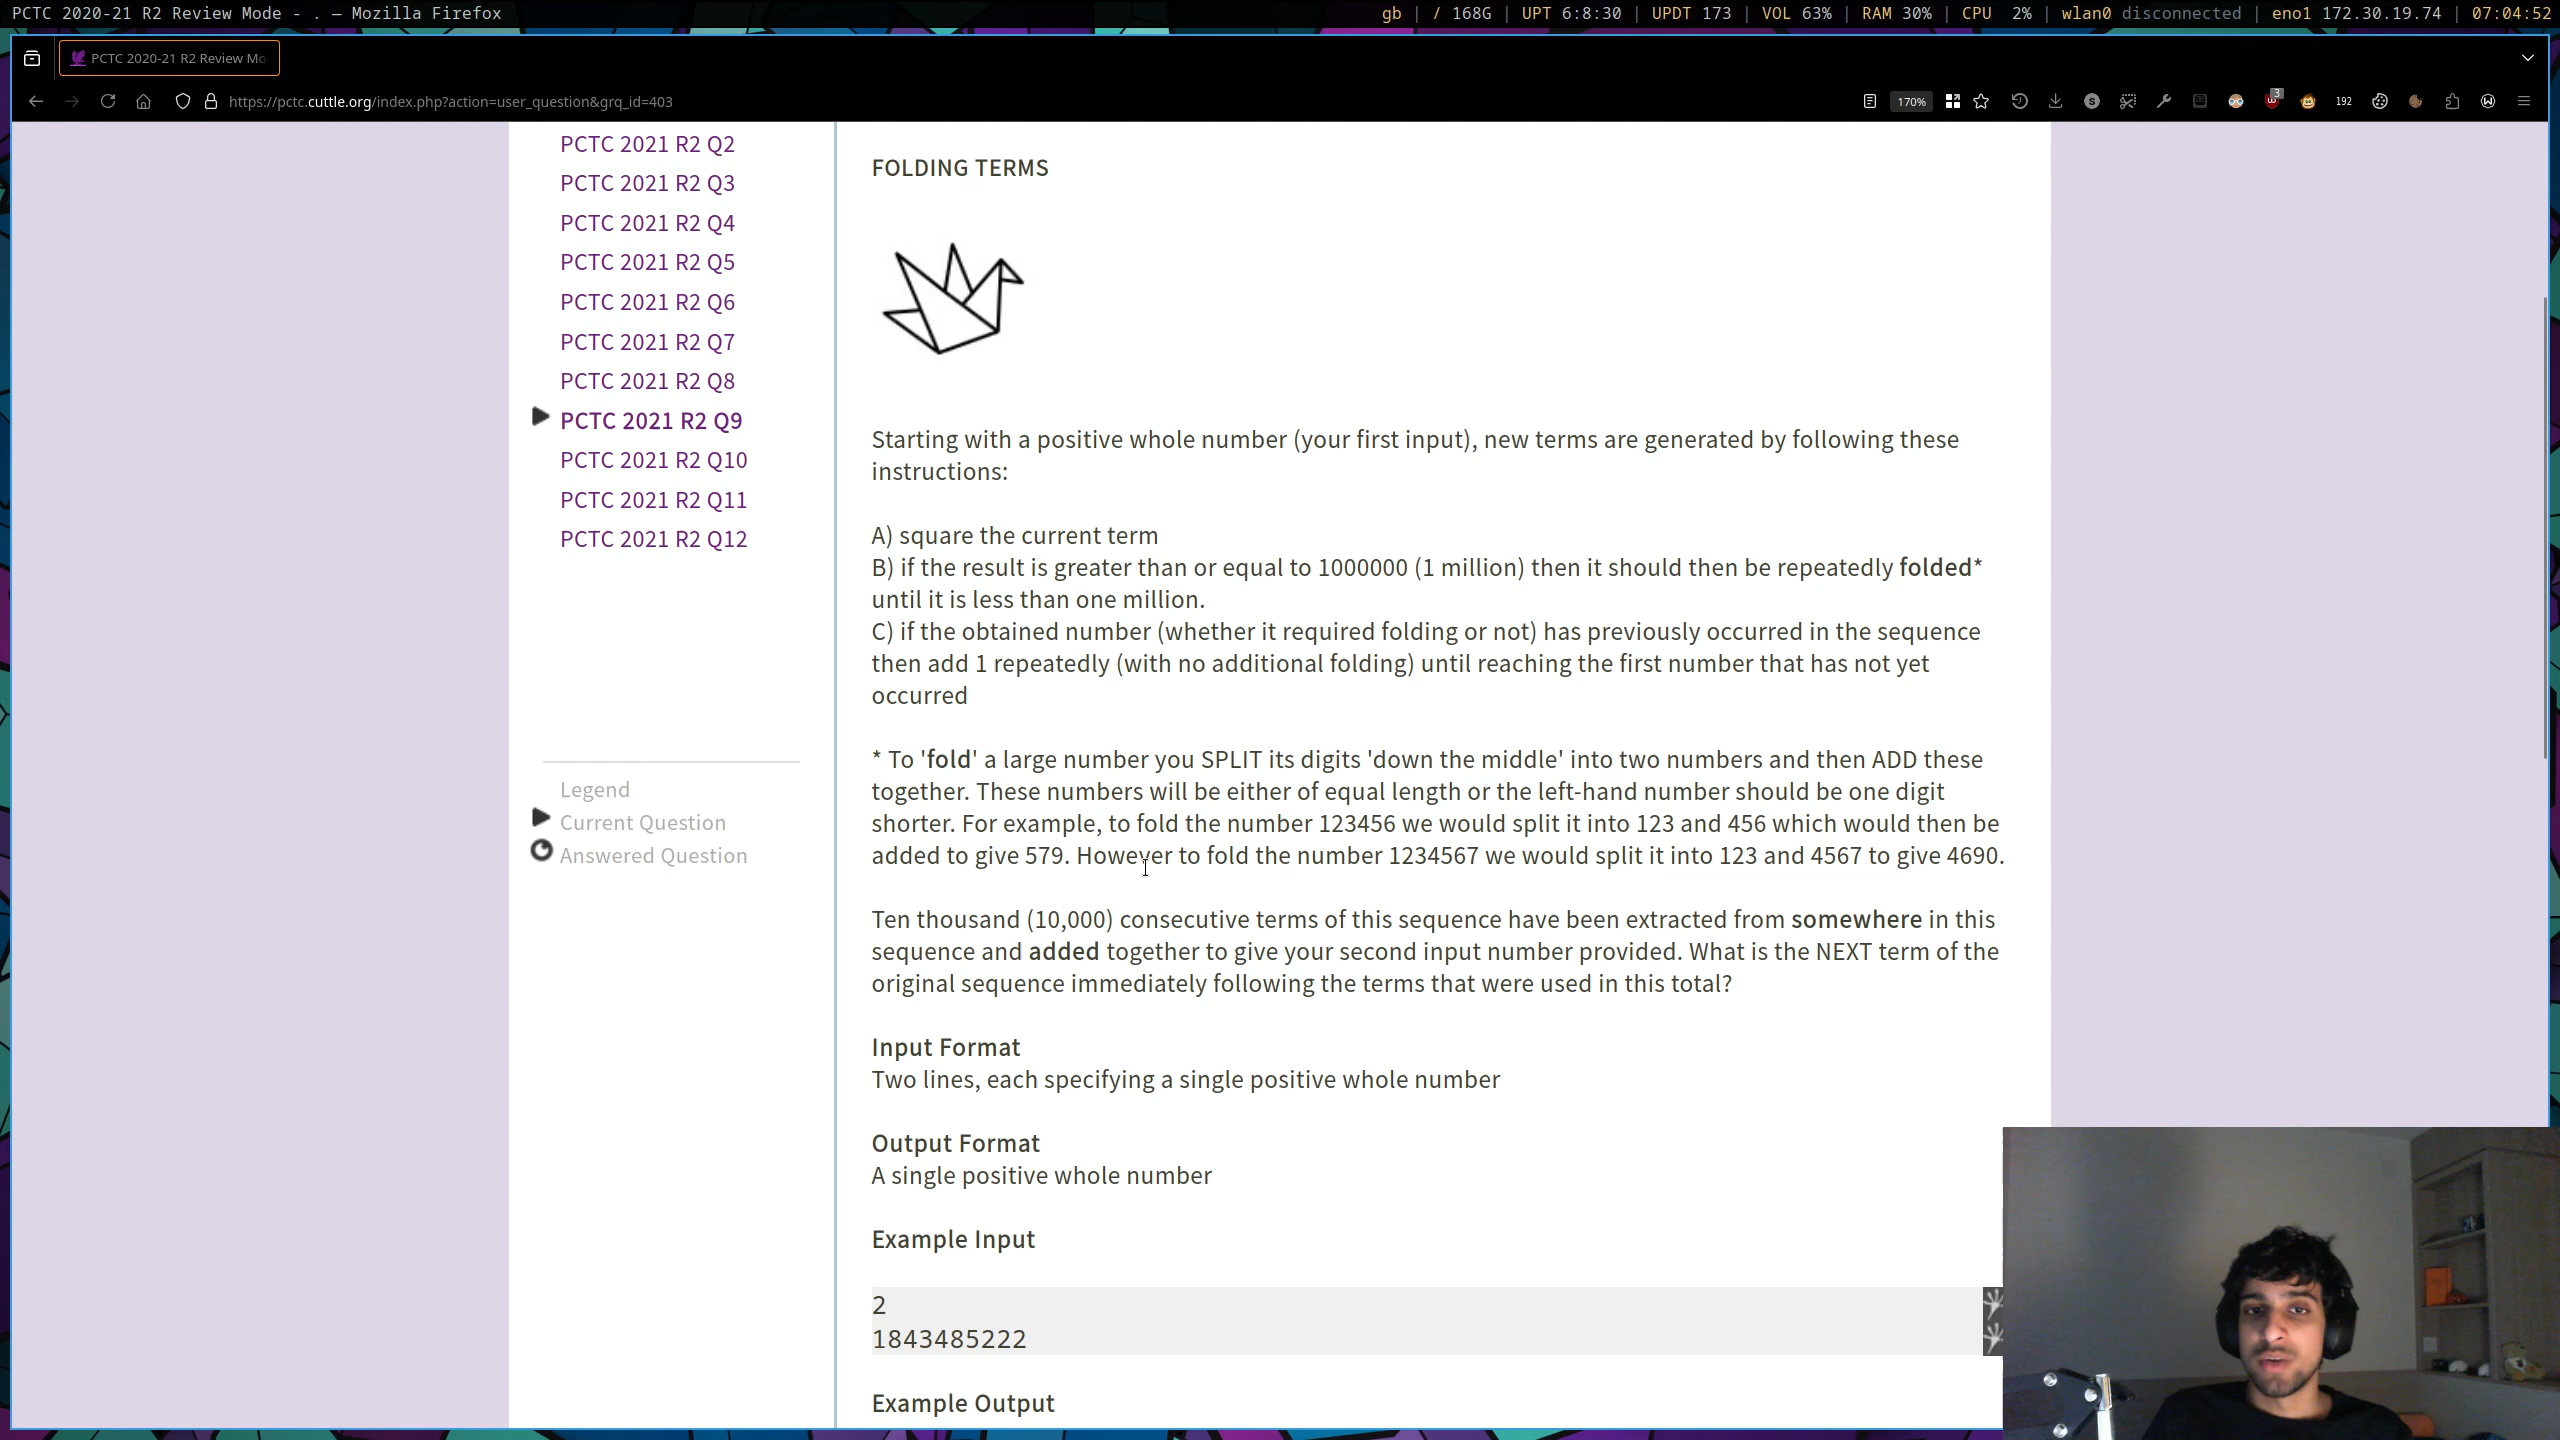 PCTC 2020-21 R2 Review Mode - . — Mozilla Firefox
gb | / 168G | UPT 6:8:30 | UPDT 173 | VOL 63% | RAM 30% | CPU 2% | wlan0 disconnected | eno1 172.30.19.74 | 07:04:52
PCTC 2020-21 R2 Review Mo
https://pctc.cuttle.org/index.php?action=user_question&grq_id=403
170%
3
192
PCTC 2021 R2 Q2
PCTC 2021 R2 Q3
PCTC 2021 R2 Q4
PCTC 2021 R2 Q5
PCTC 2021 R2 Q6
PCTC 2021 R2 Q7
PCTC 2021 R2 Q8
PCTC 2021 R2 Q9
PCTC 2021 R2 Q10
PCTC 2021 R2 Q11
PCTC 2021 R2 Q12
Legend
Current Question
Answered Question
FOLDING TERMS
Starting with a positive whole number (your first input), new terms are generated by following these
instructions:
A) square the current term
B) if the result is greater than or equal to 1000000 (1 million) then it should then be repeatedly folded*
until it is less than one million.
C) if the obtained number (whether it required folding or not) has previously occurred in the sequence
then add 1 repeatedly (with no additional folding) until reaching the first number that has not yet
occurred
* To 'fold' a large number you SPLIT its digits 'down the middle' into two numbers and then ADD these
together. These numbers will be either of equal length or the left-hand number should be one digit
shorter. For example, to fold the number 123456 we would split it into 123 and 456 which would then be
added to give 579. However to fold the number 1234567 we would split it into 123 and 4567 to give 4690.
Ten thousand (10,000) consecutive terms of this sequence have been extracted from somewhere in this
sequence and added together to give your second input number provided. What is the NEXT term of the
original sequence immediately following the terms that were used in this total?
Input Format
Two lines, each specifying a single positive whole number
Output Format
A single positive whole number
Example Input
2
1843485222
Example Output